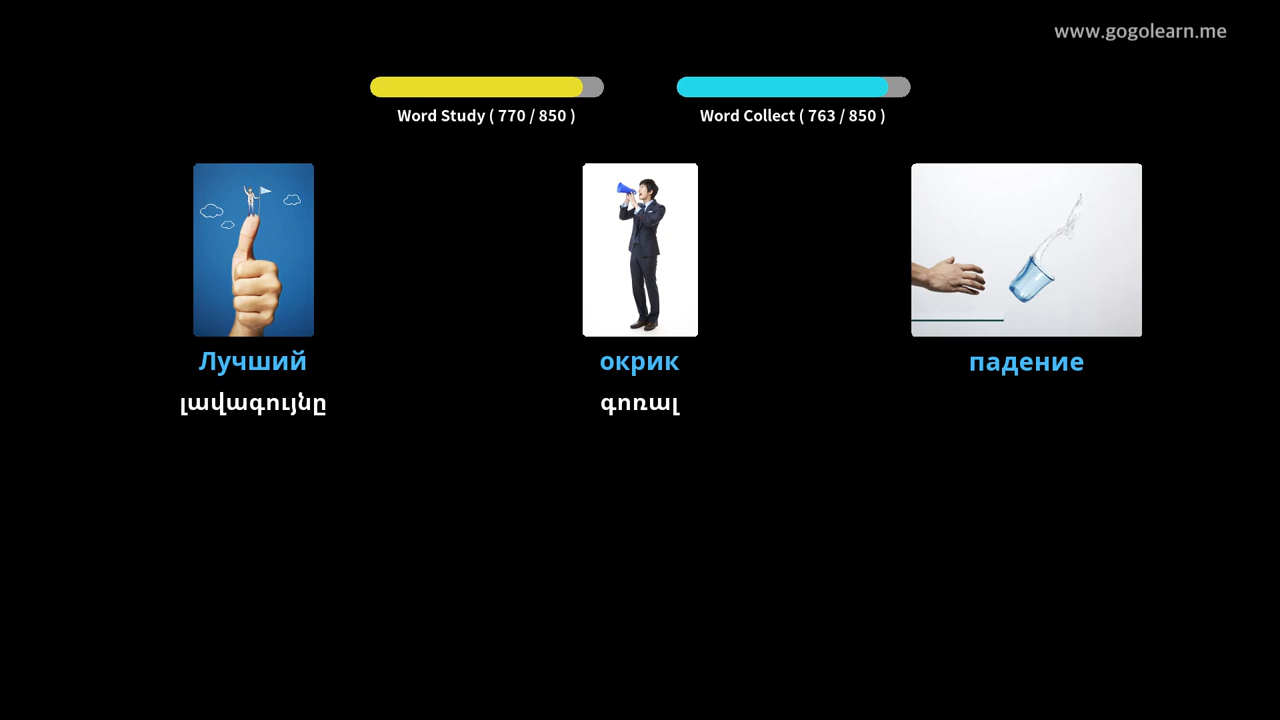 www.gogolearn.me
Word Study ( 770 / 850 )
Word Collect ( 763 / 850 )
Лучший
окрик
падение
լավագույնը
գոռալ